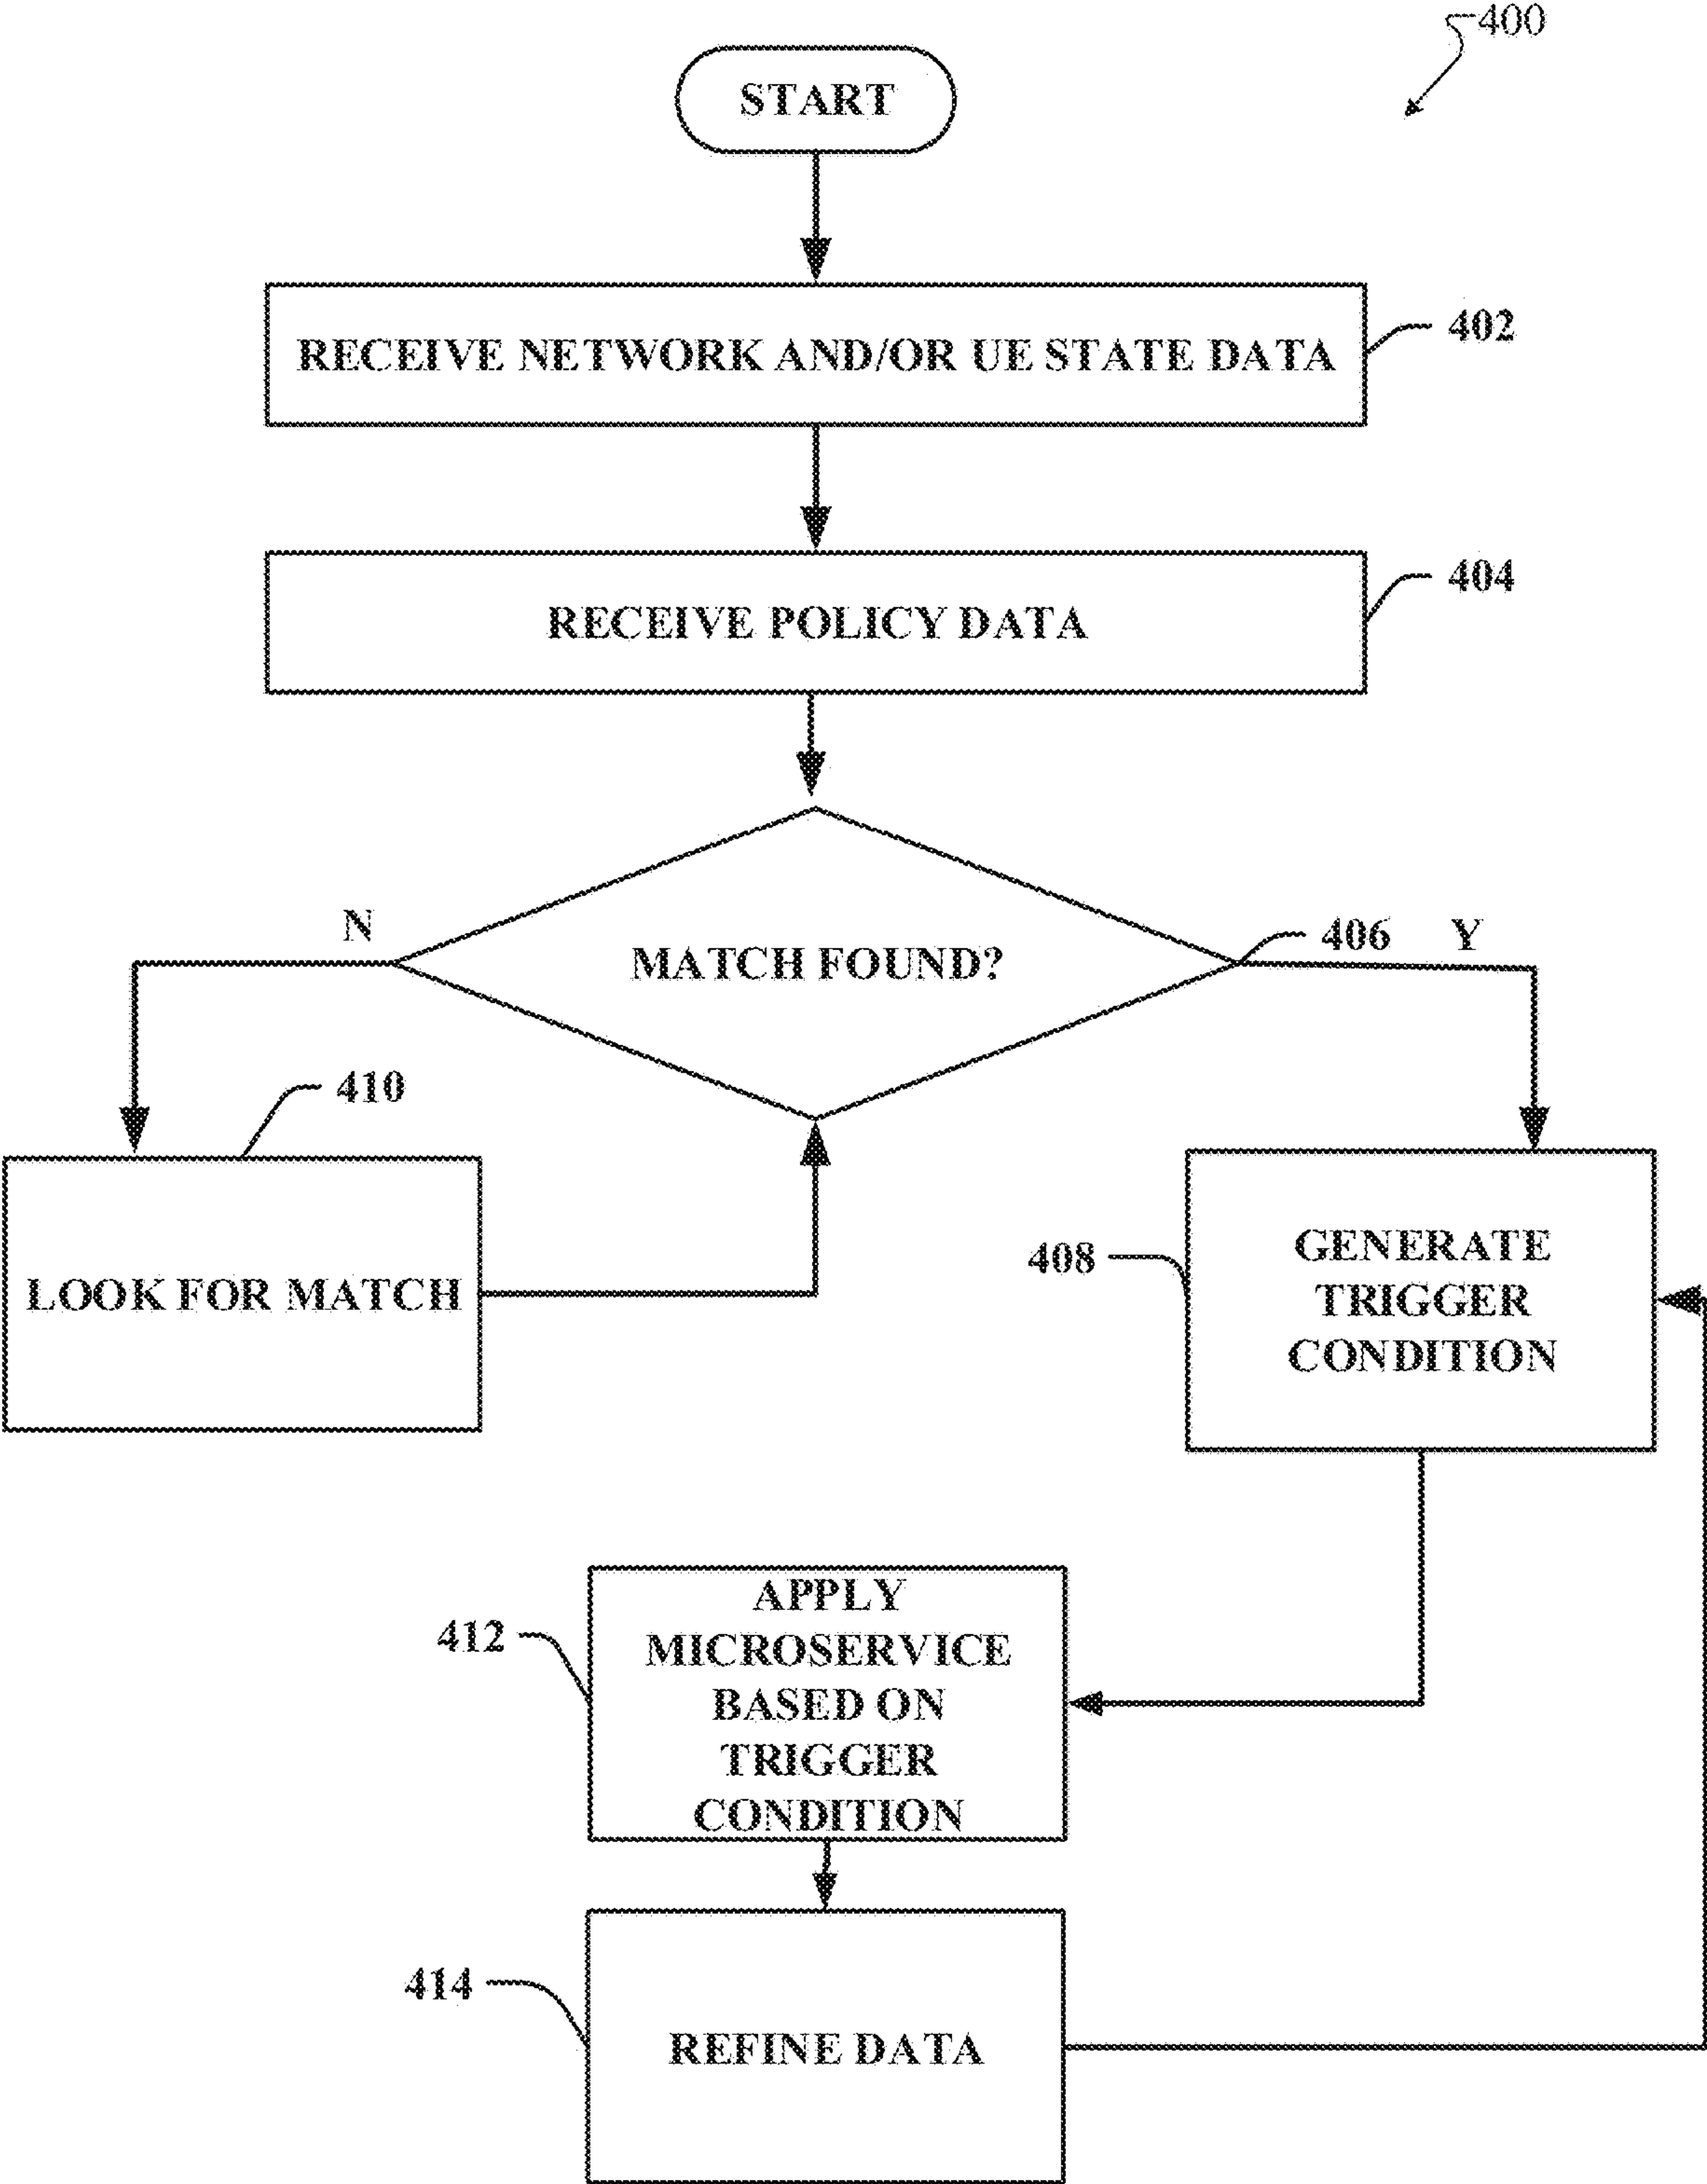 400
START
RECEIVE NETWORK AND/OR UE STATE DATA
402
RECEIVE POLICY DATA
404
N
MATCH FOUND?
406
Y
410
LOOK FOR MATCH
408
GENERATE
TRIGGER
CONDITION
412
APPLY
MICROSERVICE
BASED ON
TRIGGER
CONDITION
414
REFINE DATA